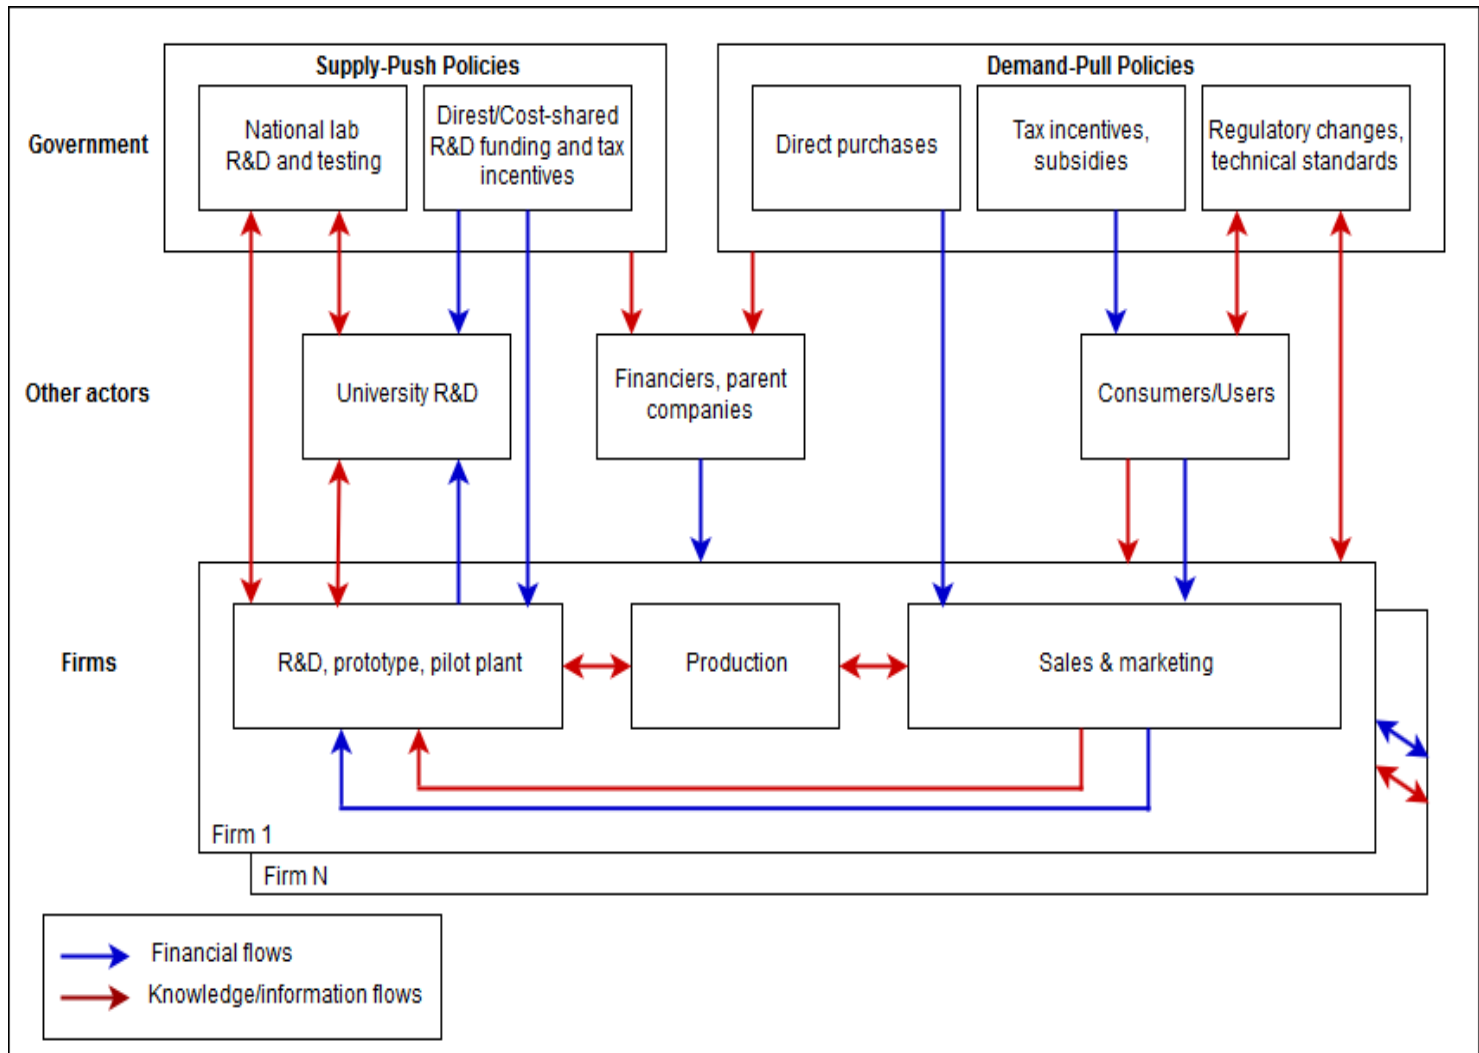 Supply-Push Policies
Demand-Pull Policies
Government
National lab
R&D and testing
Direst/Cost-shared
R&D funding and tax
incentives
Direct purchases
Tax incentives,
subsidies
Regulatory changes,
technical standards
Other actors
University R&D
Financiers, parent
companies
Consumers/Users
Firms
R&D, prototype, pilot plant
Production
Sales & marketing
Firm 1
Firm N
Financial flows
Knowledge/information flows